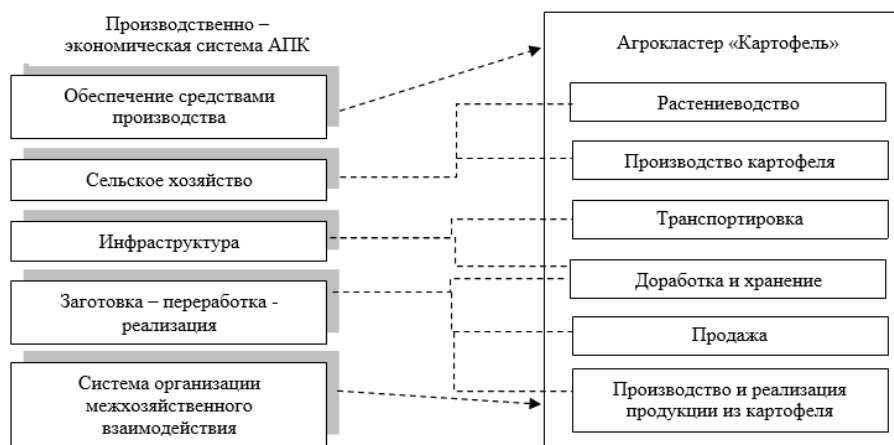 Производственно –
экономическая система АПК
Обеспечение средствами
производства
Сельское хозяйство
Инфраструктура
Заготовка – переработка -
реализация
Система организации
межхозяйственного
взаимодействия
Агрокластер «Картофель»
Растениеводство
Производство картофеля
Транспортировка
Доработка и хранение
Продажа
Производство и реализация
продукции из картофеля